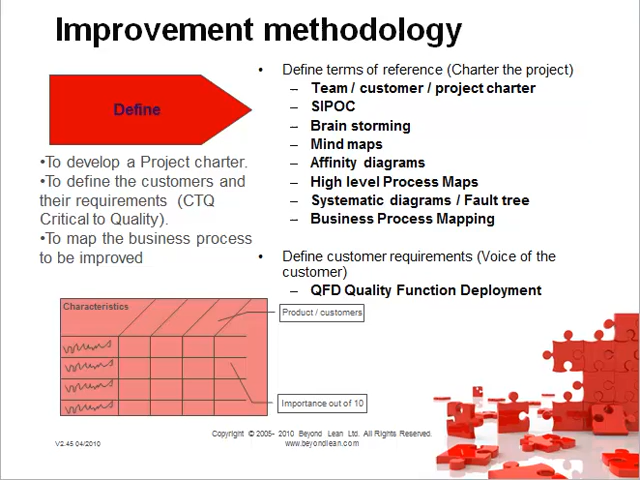 Improvement methodology
Define
•To develop a Project charter.
•To define the customers and
their requirements (CTQ
Critical to Quality).
•To map the business process
to be improved
• Define terms of reference (Charter the project)
– Team / customer / project charter
– SIPOC
– Brain storming
– Mind maps
– Affinity diagrams
– High level Process Maps
– Systematic diagrams / Fault tree
– Business Process Mapping
• Define customer requirements (Voice of the
customer)
– QFD Quality Function Deployment
Characteristics
Product / customers
Importance out of 10
V2.45 04/2010
Copyright © 2005- 2010 Beyond Lean Ltd. All Rights Reserved.
www.beyondlean.com